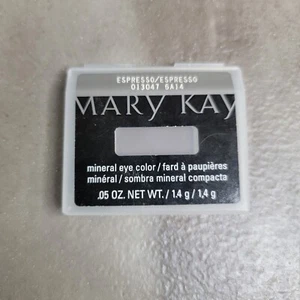 ESPRESSO/ESPRESSO
013047 6A14
MARY KAY
mineral eye color / fard à paupières
minéral / sombra mineral compacta
.05 OZ. NET WT. / 1,4 g / 1,4 g